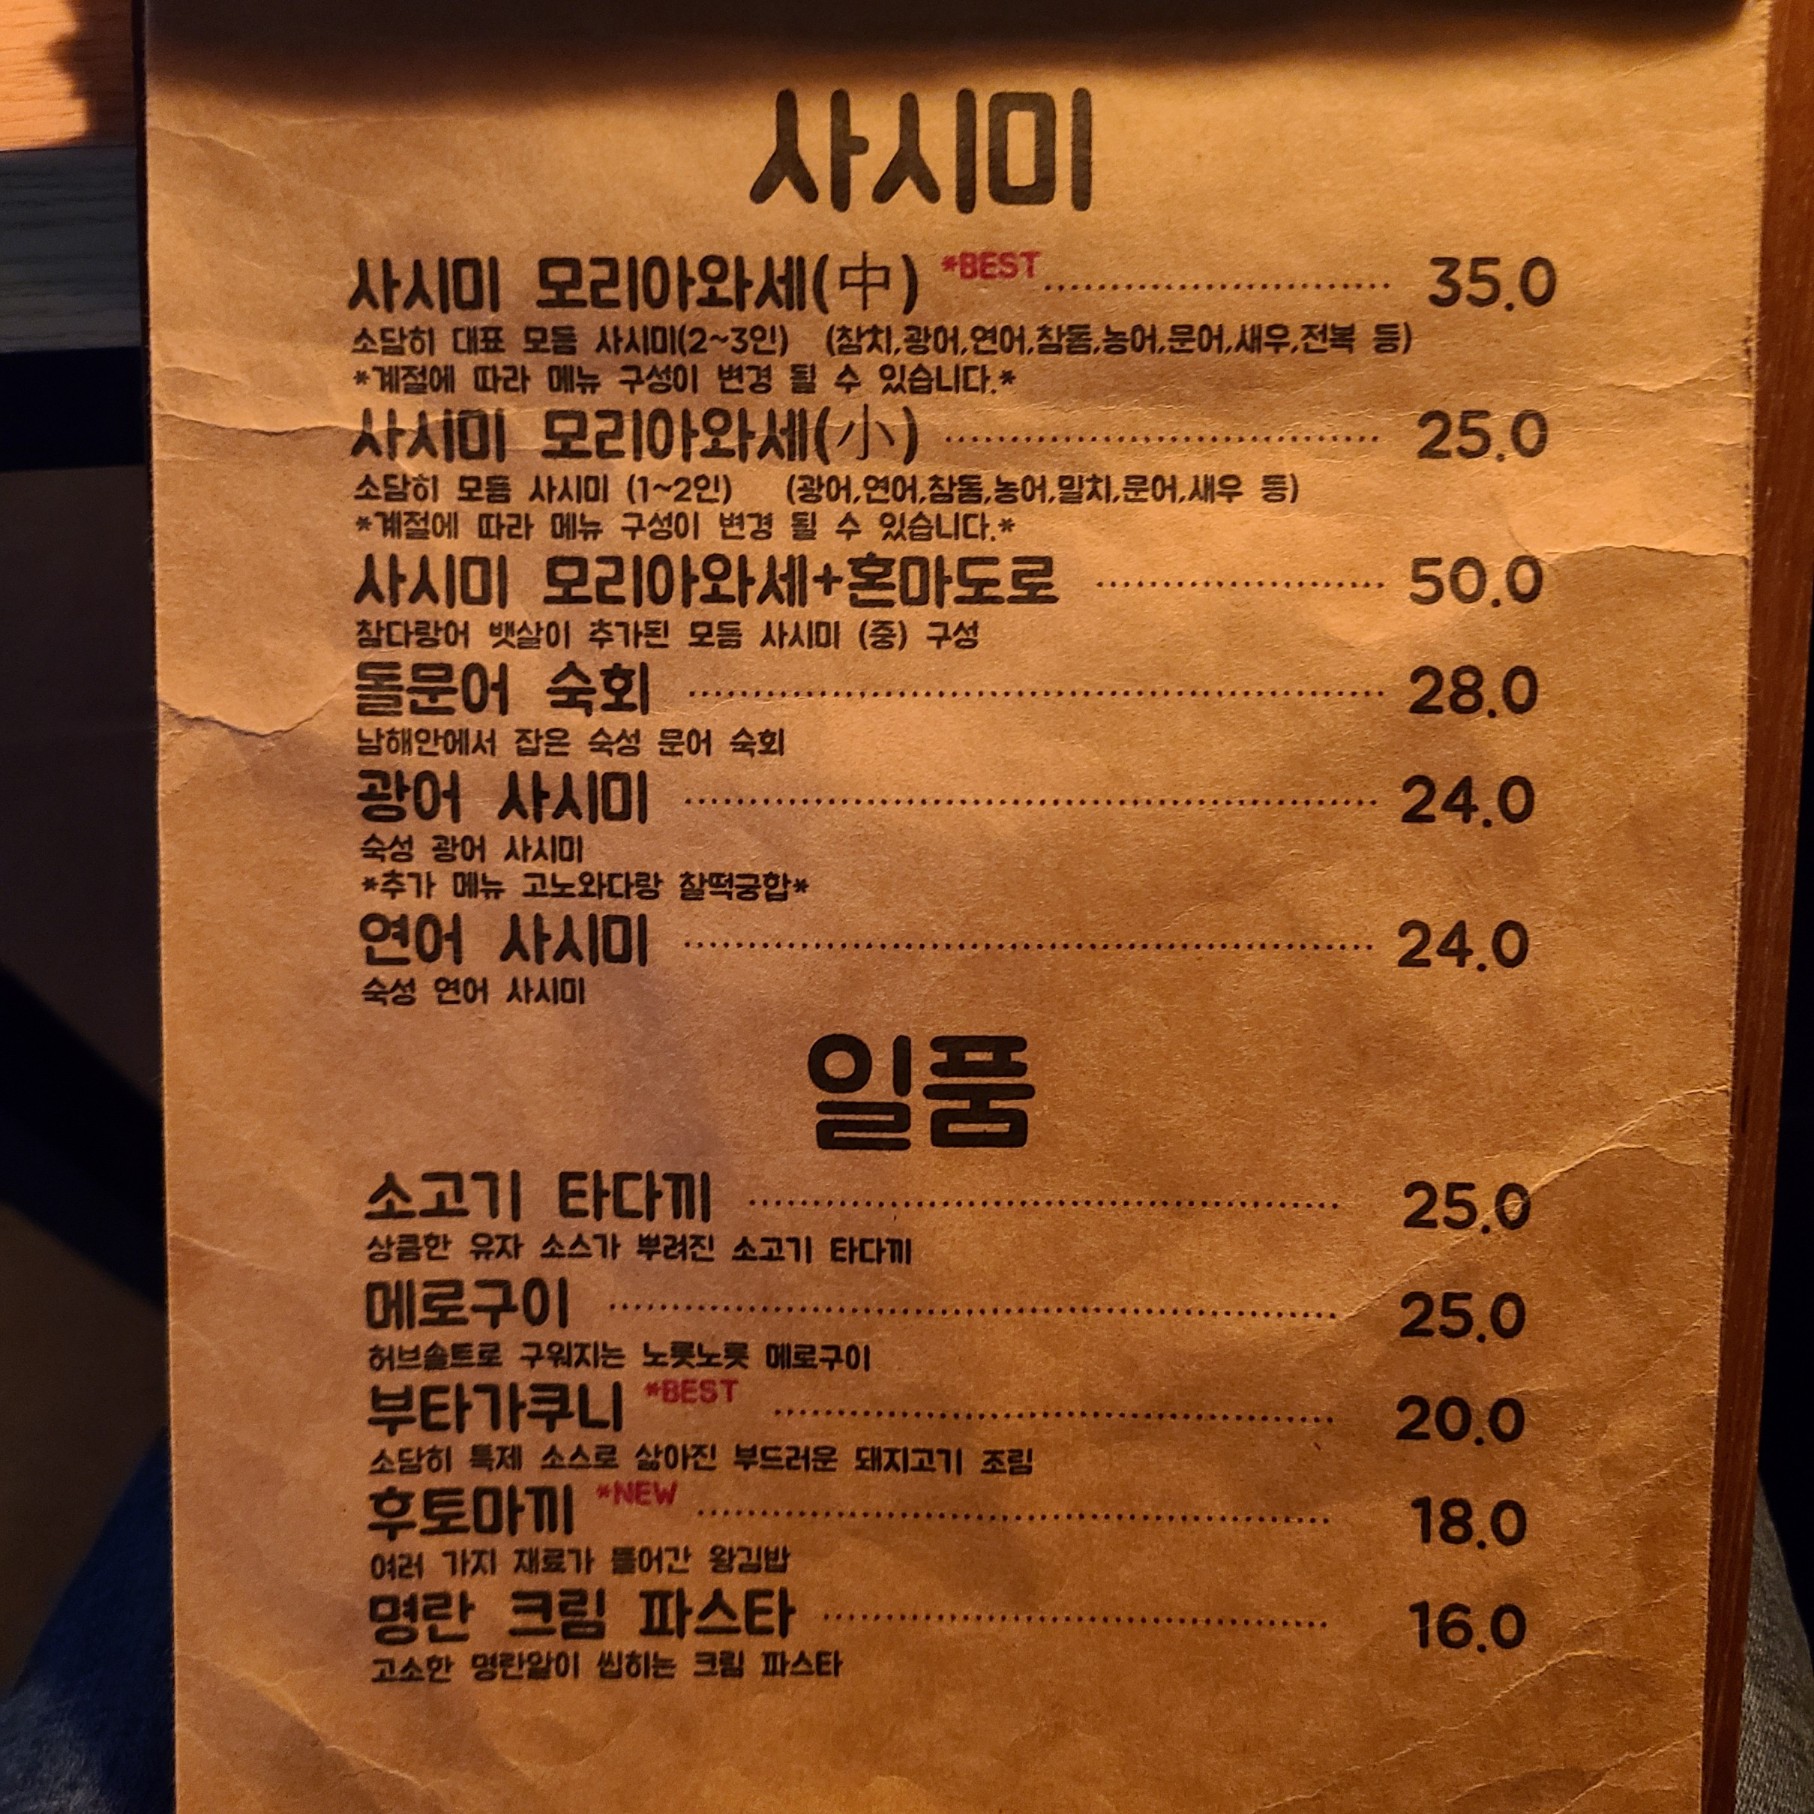 사시미
사시미 모리아와세(中) *BEST 35.0
소담히 대표 모듬 사시미(2~3인) (참치,광어,연어,참돔,농어,문어,새우,전복 등)
*계절에 따라 메뉴 구성이 변경 될 수 있습니다.*
사시미 모리아와세(小) 25.0
소담히 모듬 사시미 (1~2인) (광어,연어,참돔,농어,밀치,문어,새우 등)
*계절에 따라 메뉴 구성이 변경 될 수 있습니다.*
사시미 모리아와세+혼마도로 50.0
참다랑어 뱃살이 추가된 모듬 사시미 (중) 구성
돌문어 숙회 28.0
남해안에서 잡은 숙성 문어 숙회
광어 사시미 24.0
숙성 광어 사시미
*추가 메뉴 고노와다랑 찰떡궁합*
연어 사시미 24.0
숙성 연어 사시미
일품
소고기 타다끼 25.0
상큼한 유자 소스가 뿌려진 소고기 타다끼
메로구이 25.0
허브솔트로 구워지는 노릇노릇 메로구이
부타가쿠니 *BEST 20.0
소담히 특제 소스로 삶아진 부드러운 돼지고기 조림
후토마끼 *NEW 18.0
여러 가지 재료가 들어간 왕김밥
명란 크림 파스타 16.0
고소한 명란알이 씹히는 크림 파스타